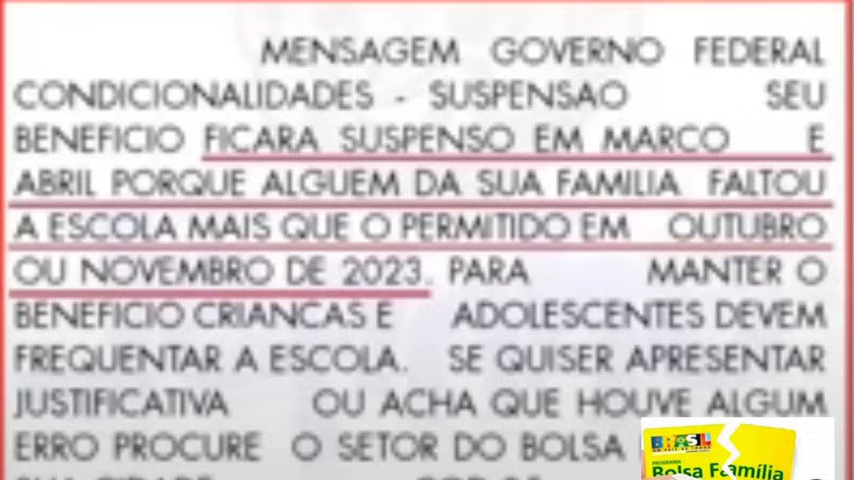 MENSAGEM GOVERNO FEDERAL
CONDICIONALIDADES - SUSPENSAO SEU
BENEFICIO FICARA SUSPENSO EM MARCO E
ABRIL PORQUE ALGUEM DA SUA FAMILIA FALTOU
A ESCOLA MAIS QUE O PERMITIDO EM OUTUBRO
OU NOVEMBRO DE 2023. PARA MANTER O
BENEFICIO CRIANCAS E ADOLESCENTES DEVEM
FREQUENTAR A ESCOLA. SE QUISER APRESENTAR
JUSTIFICATIVA OU ACHA QUE HOUVE ALGUM
ERRO PROCURE O SETOR DO BOLSA
BRASIL
PROGRAMA
Bolsa Família